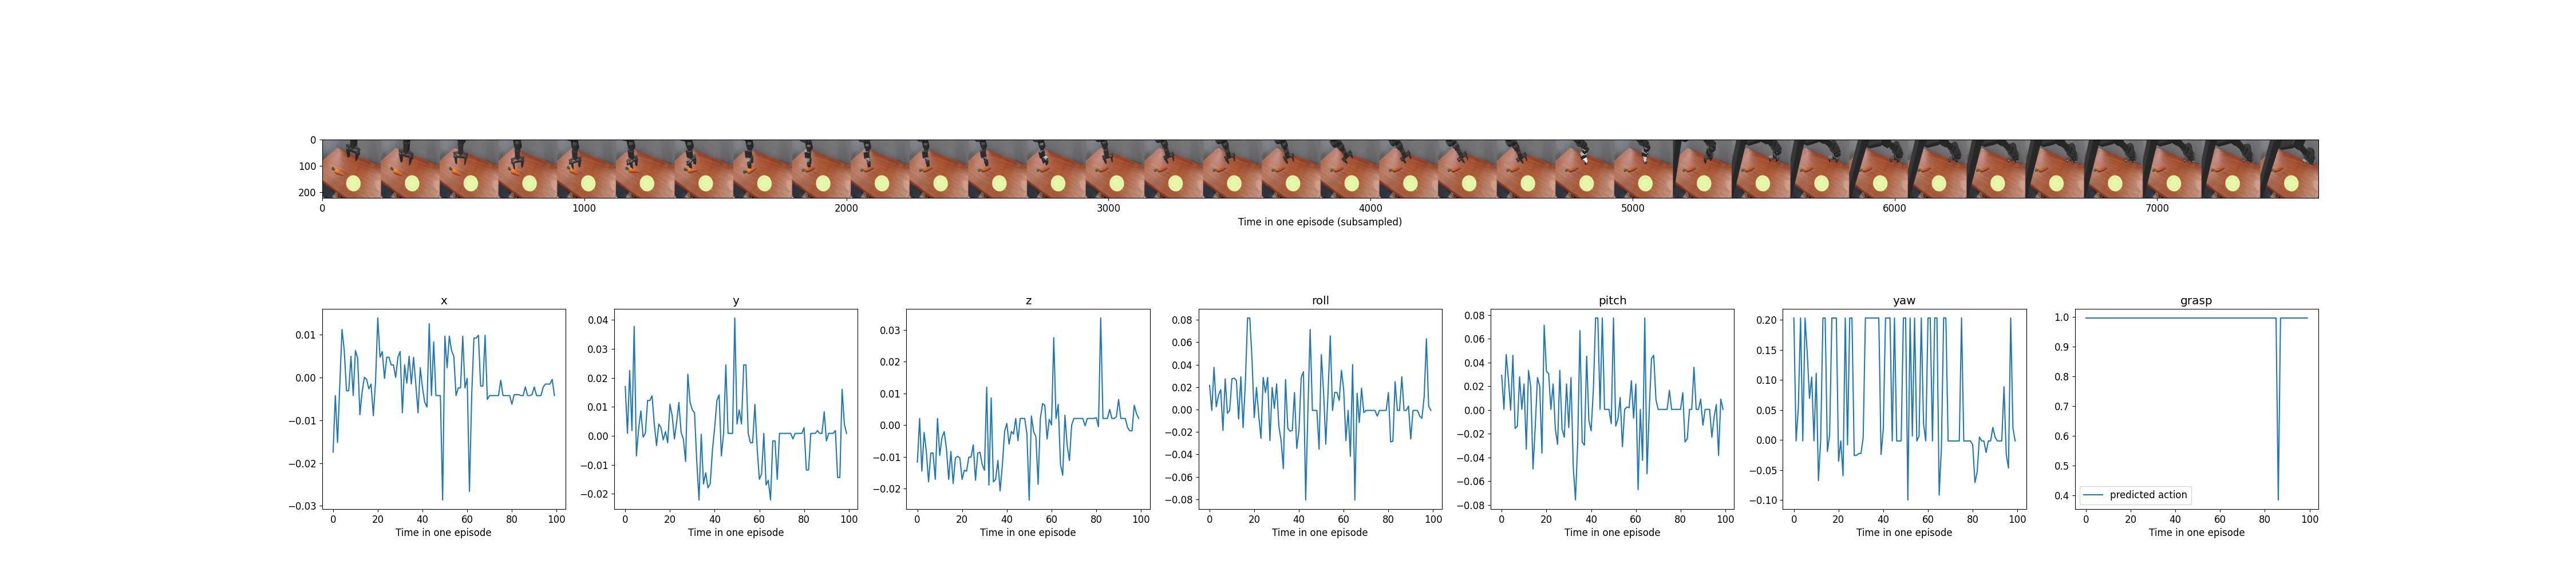 0
100
200
0 1000 2000 3000 4000 5000 6000 7000
Time in one episode (subsampled)
x y z roll pitch yaw grasp
0.01
0.00
−0.01
−0.02
−0.03
0 20 40 60 80 100
Time in one episode
0.04
0.03
0.02
0.01
0.00
−0.01
−0.02
0 20 40 60 80 100
Time in one episode
0.03
0.02
0.01
0.00
−0.01
−0.02
0 20 40 60 80 100
Time in one episode
0.08
0.06
0.04
0.02
0.00
−0.02
−0.04
−0.06
−0.08
0 20 40 60 80 100
Time in one episode
0.08
0.06
0.04
0.02
0.00
−0.02
−0.04
−0.06
−0.08
0 20 40 60 80 100
Time in one episode
0.20
0.15
0.10
0.05
0.00
−0.05
−0.10
0 20 40 60 80 100
Time in one episode
1.0
0.9
0.8
0.7
0.6
0.5
0.4
predicted action
0 20 40 60 80 100
Time in one episode